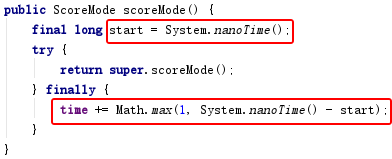 public ScoreMode scoreMode() {
    final long start = System.nanoTime();
    try {
        return super.scoreMode();
    } finally {
        time += Math.max(1, System.nanoTime() - start);
    }
}